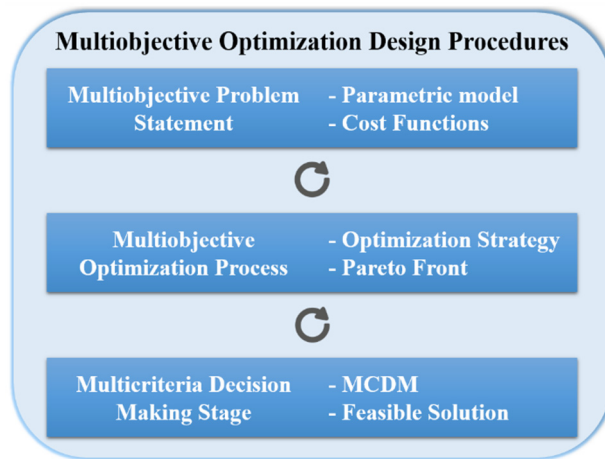 Multiobjective Optimization Design Procedures
Multiobjective Problem
Statement
- Parametric model
- Cost Functions
Multiobjective
Optimization Process
- Optimization Strategy
- Pareto Front
Multicriteria Decision
Making Stage
- MCDM
- Feasible Solution